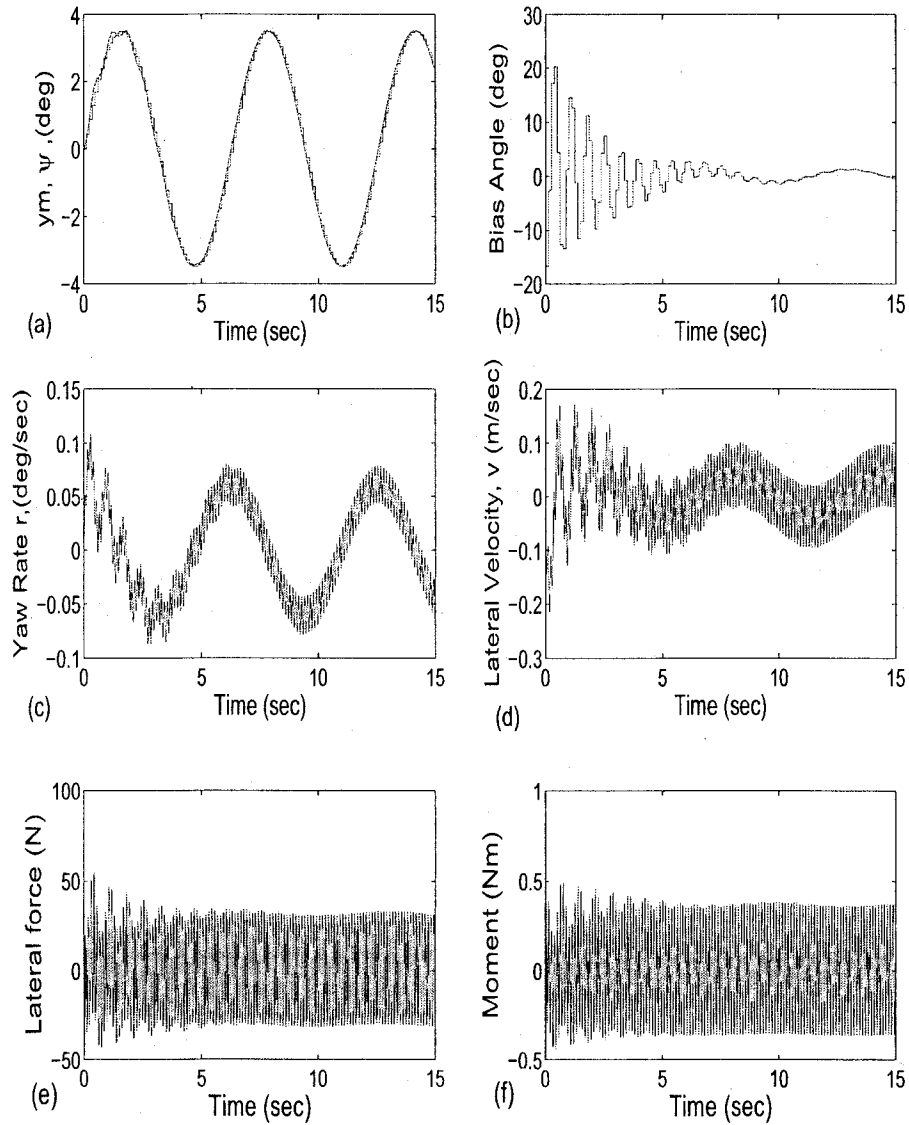 4
2
0
−2
−4
ym, ψ ,(deg)
0 5 10 15
Time (sec)
(a)
30
20
10
0
−10
−20
Bias Angle (deg)
0 5 10 15
Time (sec)
(b)
0.15
0.1
0.05
0
−0.05
−0.1
Yaw Rate r,(deg/sec)
0 5 10 15
Time (sec)
(c)
0.2
0.1
0
−0.1
−0.2
−0.3
Lateral Velocity, v (m/sec)
0 5 10 15
Time (sec)
(d)
100
50
0
−50
Lateral force (N)
0 5 10 15
Time (sec)
(e)
1
0.5
0
−0.5
Moment (Nm)
0 5 10 15
Time (sec)
(f)